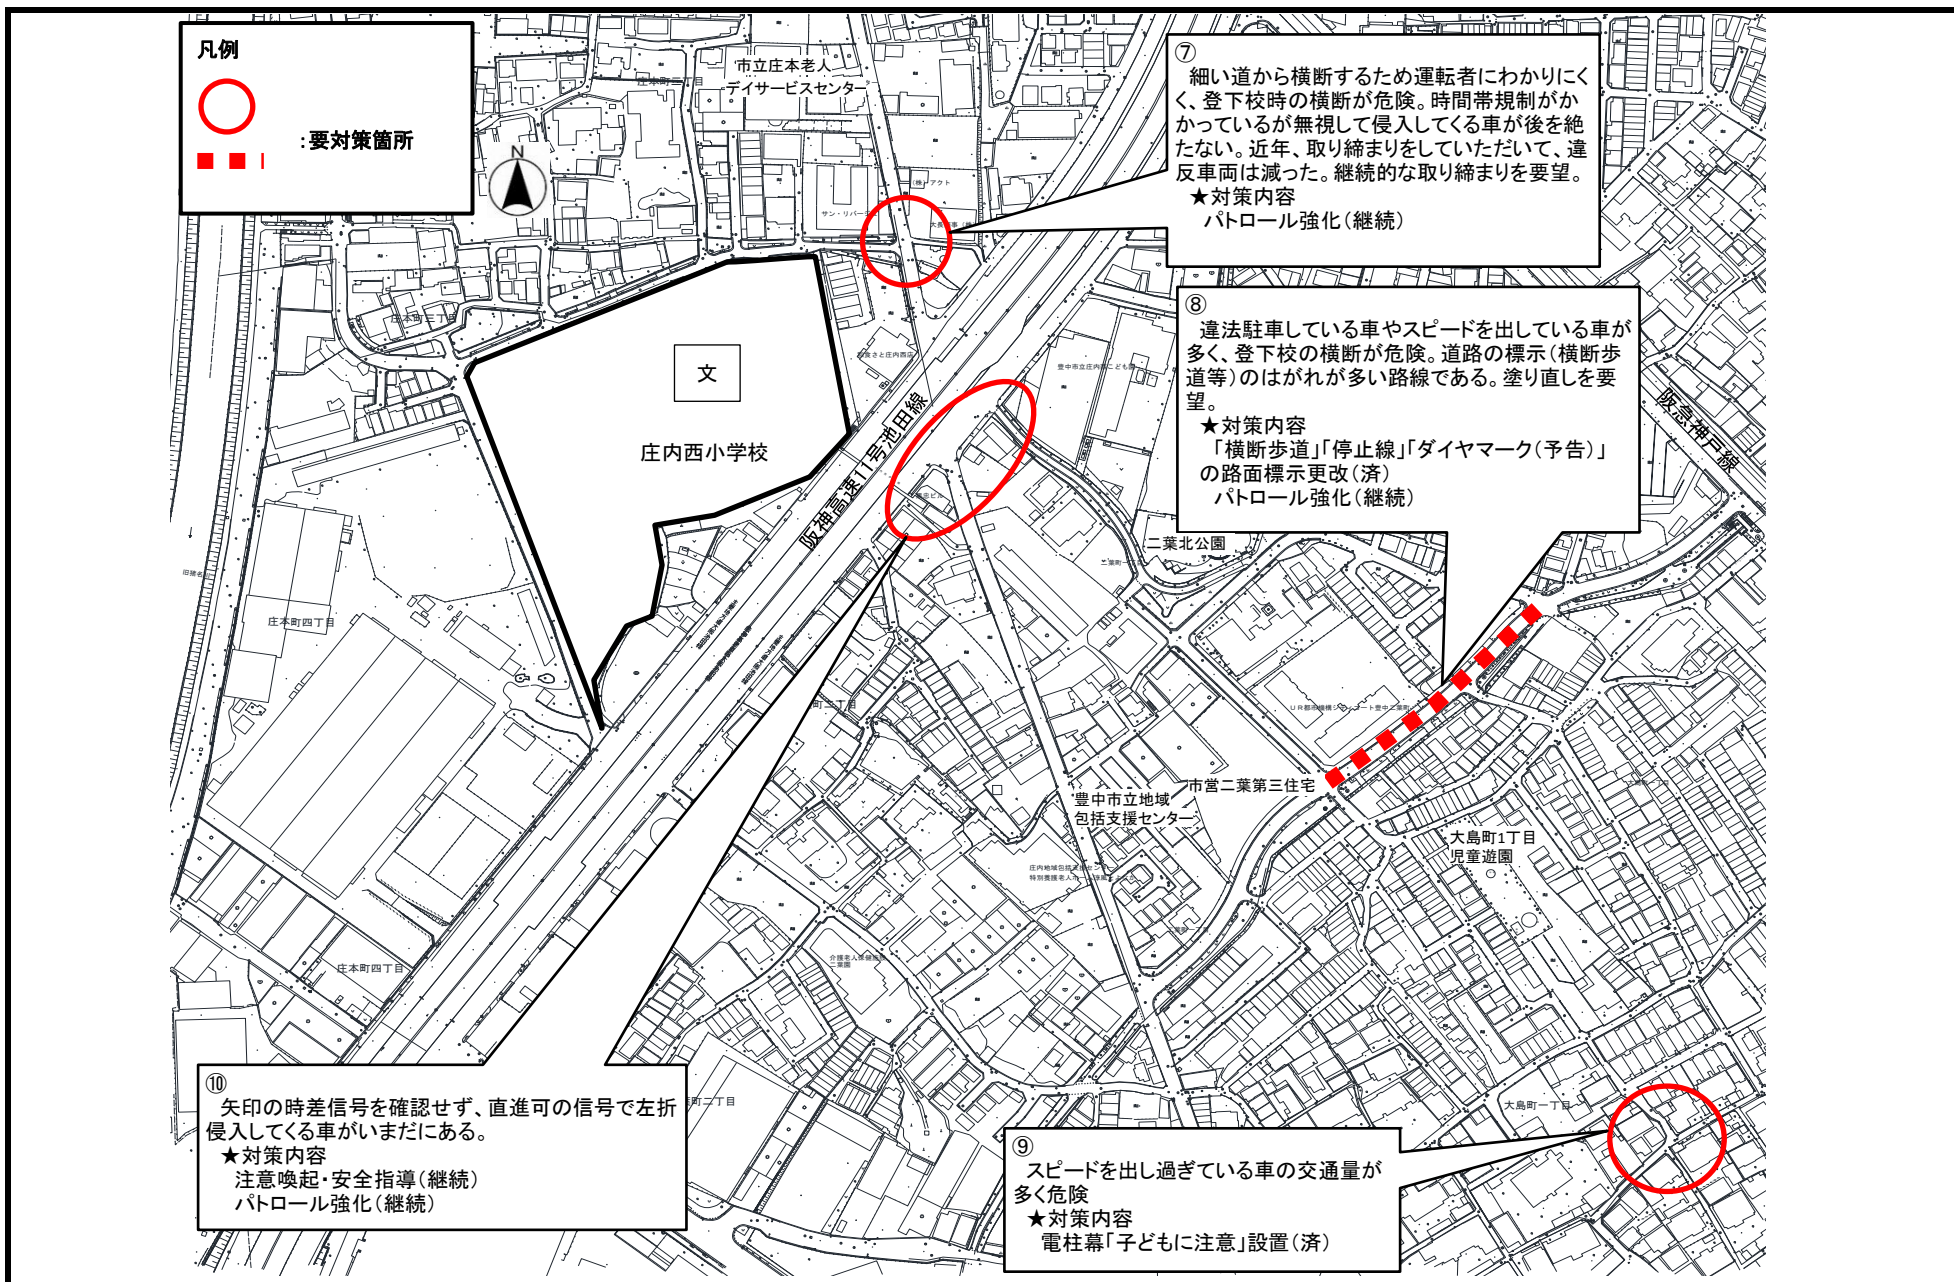 凡例
:要対策箇所
N
市立庄本老人
デイサービスセンター
⑦
細い道から横断するため運転者にわかりにく
く、登下校時の横断が危険。時間帯規制がか
かっているが無視して侵入してくる車が後を絶
たない。近年、取り締まりをしていただいて、違
反車両は減った。継続的な取り締まりを要望。
★対策内容
パトロール強化(継続)
⑧
違法駐車している車やスピードを出している車が
多く、登下校の横断が危険。道路の標示(横断歩
道等)のはがれが多い路線である。塗り直しを要
望。
★対策内容
「横断歩道」「停止線」「ダイヤマーク(予告)」
の路面標示更改(済)
パトロール強化(継続)
文
庄内西小学校
阪神高速11号池田線
阪急神戸線
庄本町三丁目
庄本町四丁目
二葉北公園
市営二葉第三住宅
豊中市立地域
包括支援センター
大島町1丁目
児童遊園
庄本町四丁目
大島町一丁目
⑩
矢印の時差信号を確認せず、直進可の信号で左折
侵入してくる車がいまだにある。
★対策内容
注意喚起・安全指導(継続)
パトロール強化(継続)
町二丁目
⑨
スピードを出し過ぎている車の交通量が
多く危険
★対策内容
電柱幕「子どもに注意」設置(済)